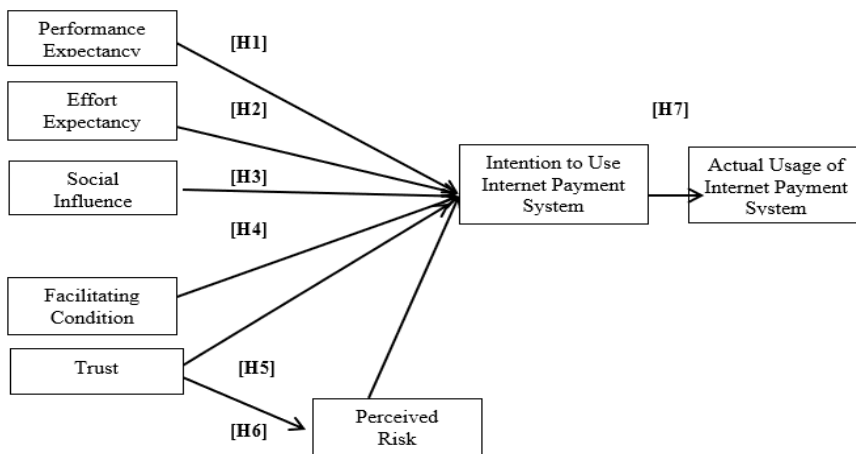 Performance
Expectancy
[H1]
Effort
Expectancy
[H2]
Social
Influence
[H3]
[H4]
Facilitating
Condition
Trust
[H5]
[H6]
Perceived
Risk
Intention to Use
Internet Payment
System
[H7]
Actual Usage of
Internet Payment
System